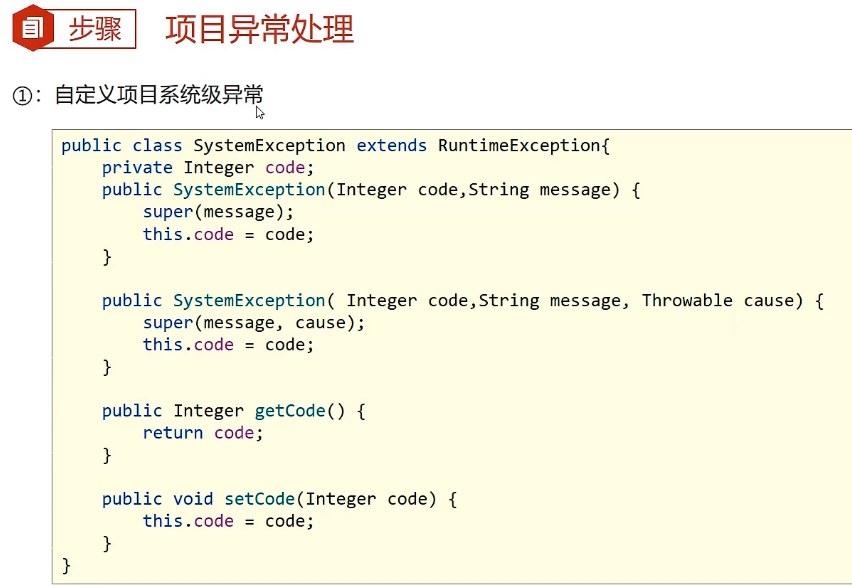 步骤 项目异常处理
①：自定义项目系统级异常
public class SystemException extends RuntimeException{
    private Integer code;
    public SystemException(Integer code,String message) {
        super(message);
        this.code = code;
    }

    public SystemException( Integer code,String message, Throwable cause) {
        super(message, cause);
        this.code = code;
    }

    public Integer getCode() {
        return code;
    }

    public void setCode(Integer code) {
        this.code = code;
    }
}